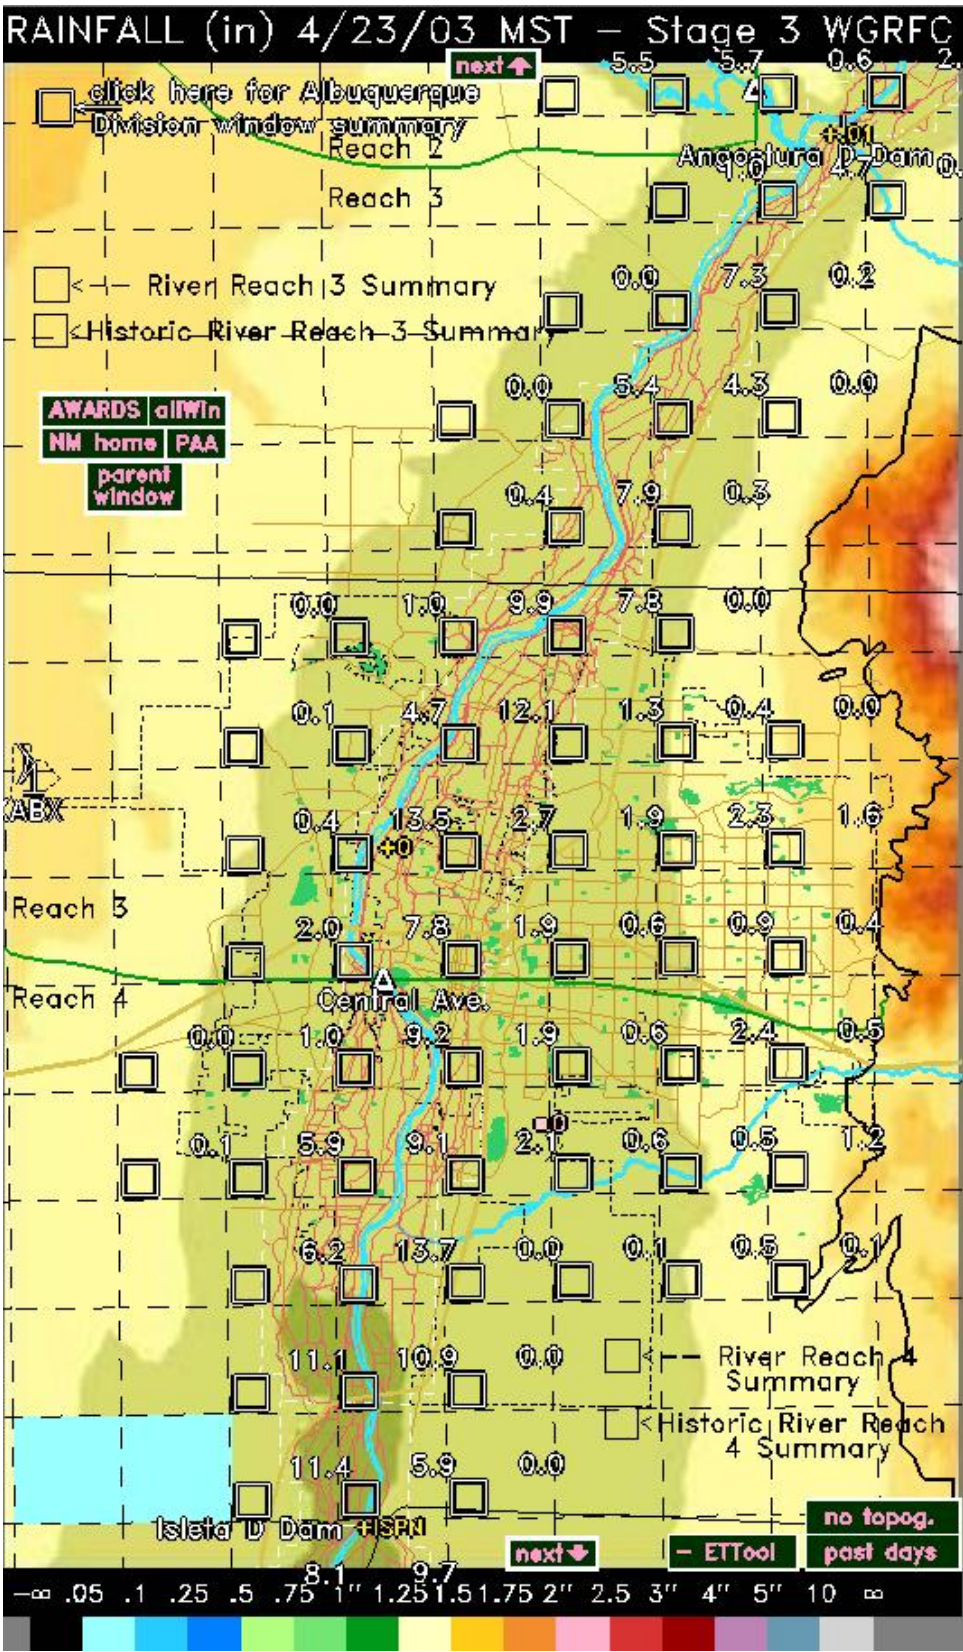 RAINFALL (in) 4/23/03 MST - Stage 3 WGRFC
next
5.5 5.7 0.6 2.
click here for Albuquerque
Division window summary
+.01
Reach 2
Angostura D-Dam
4.7 0.
Reach 3
0.0 7.3 0.2
<-|- River Reach 3 Summary
<Historic River Reach 3 Summary
0.0 5.4 4.3 0.0
AWARDS allWin
NM home PAA
parent
window
0.4 7.9 0.3
0.0 1.0 9.9 7.8 0.0
0.1 4.7 12.1 1.3 0.4 0.0
KABX
0.4 13.5 2.7 1.9 2.3 1.6
+0
Reach 3
2.0 7.8 1.9 0.6 0.9 0.4
Reach 4
Central Ave.
0.0 1.0 9.2 1.9 0.6 2.4 0.5
0
0.1 5.9 9.1 2.1 0.6 0.5 1.2
6.2 13.7 0.0 0.1 0.5 0.1
11.1 10.9 0.0
<-|- River Reach 4
Summary
<Historic River Reach
4 Summary
11.4 5.9 0.0
Isleta D Dam +ISPN
no topog.
next - ETTool past days
8.1 9.7
-∞ .05 .1 .25 .5 .75 1" 1.25 1.5 1.75 2" 2.5 3" 4" 5" 10 ∞